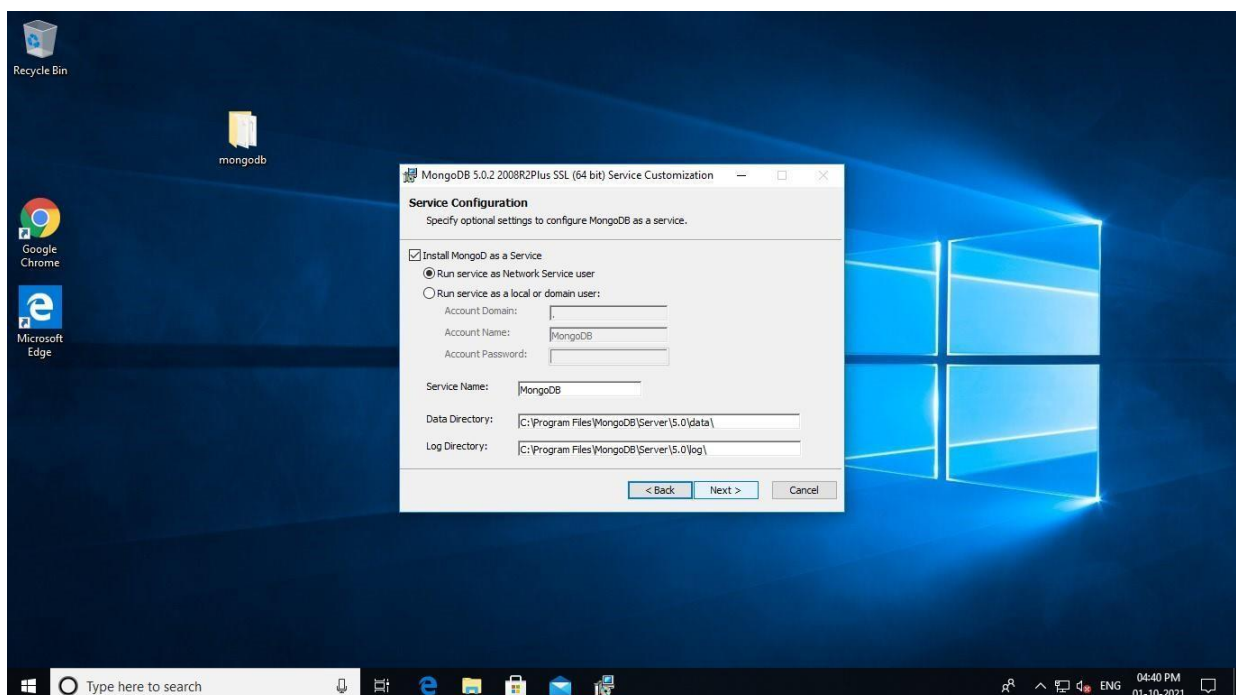 Recycle Bin
mongodb
Google
Chrome
Microsoft
Edge
MongoDB 5.0.2 2008R2Plus SSL (64 bit) Service Customization
Service Configuration
Specify optional settings to configure MongoDB as a service.
Install MongoD as a Service
Run service as Network Service user
Run service as a local or domain user:
Account Domain: .
Account Name: MongoDB
Account Password:
Service Name: MongoDB
Data Directory: C:\Program Files\MongoDB\Server\5.0\data\
Log Directory: C:\Program Files\MongoDB\Server\5.0\log\
< Back Next > Cancel
Type here to search
ENG
04:40 PM
01-10-2021